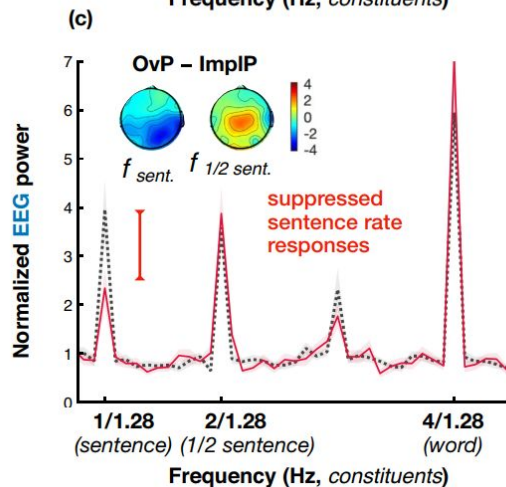 Frequency (Hz, constituents)
(c)
OvP – ImplP
f sent.
f 1/2 sent.
4
2
0
-2
-4
suppressed
sentence rate
responses
Normalized EEG power
7
6
5
4
3
2
1
0
1/1.28
2/1.28
4/1.28
(sentence)
(1/2 sentence)
(word)
Frequency (Hz, constituents)